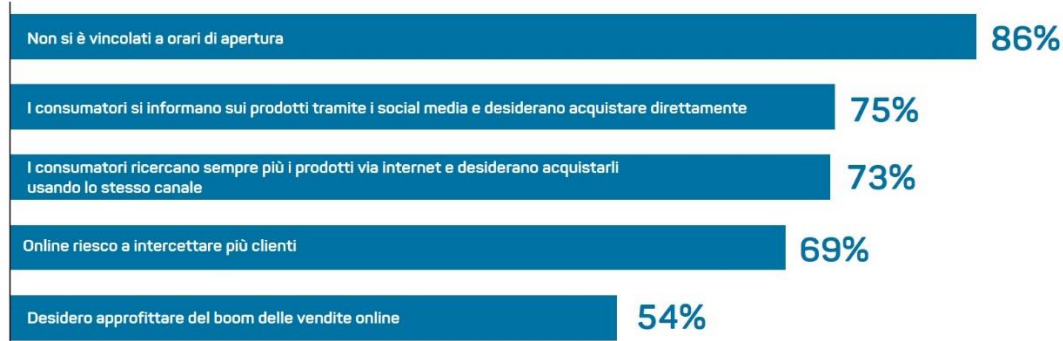 Non si è vincolati a orari di apertura
86%
I consumatori si informano sui prodotti tramite i social media e desiderano acquistare direttamente
75%
I consumatori ricercano sempre più i prodotti via internet e desiderano acquistarli
usando lo stesso canale
73%
Online riesco a intercettare più clienti
69%
Desidero approfittare del boom delle vendite online
54%